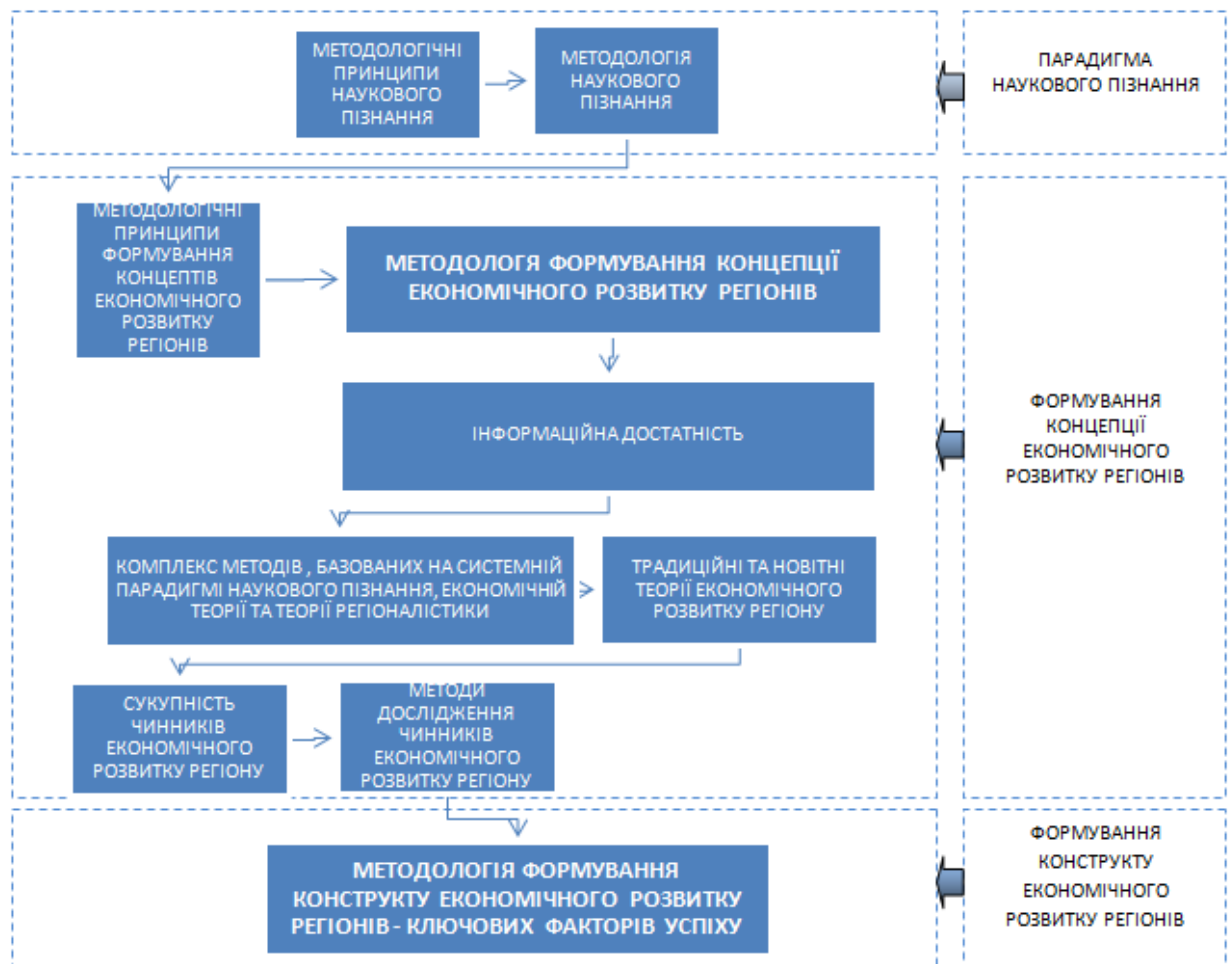 МЕТОДОЛОГІЧНІ
ПРИНЦИПИ
НАУКОВОГО
ПІЗНАННЯ
МЕТОДОЛОГІЯ
НАУКОВОГО
ПІЗНАННЯ
ПАРАДИГМА
НАУКОВОГО ПІЗНАННЯ
МЕТОДОЛОГІЧНІ
ПРИНЦИПИ
ФОРМУВАННЯ
КОНЦЕПТІВ
ЕКОНОМІЧНОГО
РОЗВИТКУ
РЕГІОНІВ
МЕТОДОЛОГЯ ФОРМУВАННЯ КОНЦЕПЦІЇ
ЕКОНОМІЧНОГО РОЗВИТКУ РЕГІОНІВ
ІНФОРМАЦІЙНА ДОСТАТНІСТЬ
ФОРМУВАННЯ
КОНЦЕПЦІЇ
ЕКОНОМІЧНОГО
РОЗВИТКУ РЕГІОНІВ
КОМПЛЕКС МЕТОДІВ , БАЗОВАНИХ НА СИСТЕМНІЙ
ПАРАДИГМІ НАУКОВОГО ПІЗНАННЯ, ЕКОНОМІЧНІЙ
ТЕОРІЇ ТА ТЕОРІЇ РЕГІОНАЛІСТИКИ
ТРАДИЦІЙНІ ТА НОВІТНІ
ТЕОРІЇ ЕКОНОМІЧНОГО
РОЗВИТКУ РЕГІОНУ
СУКУПНІСТЬ
ЧИННИКІВ
ЕКОНОМІЧНОГО
РОЗВИТКУ РЕГІОНУ
МЕТОДИ
ДОСЛІДЖЕННЯ
ЧИННИКІВ
ЕКОНОМІЧНОГО
РОЗВИТКУ РЕГІОНУ
МЕТОДОЛОГІЯ ФОРМУВАННЯ
КОНСТРУКТУ ЕКОНОМІЧНОГО РОЗВИТКУ
РЕГІОНІВ - КЛЮЧОВИХ ФАКТОРІВ УСПІХУ
ФОРМУВАННЯ
КОНСТРУКТУ
ЕКОНОМІЧНОГО
РОЗВИТКУ РЕГІОНІВ